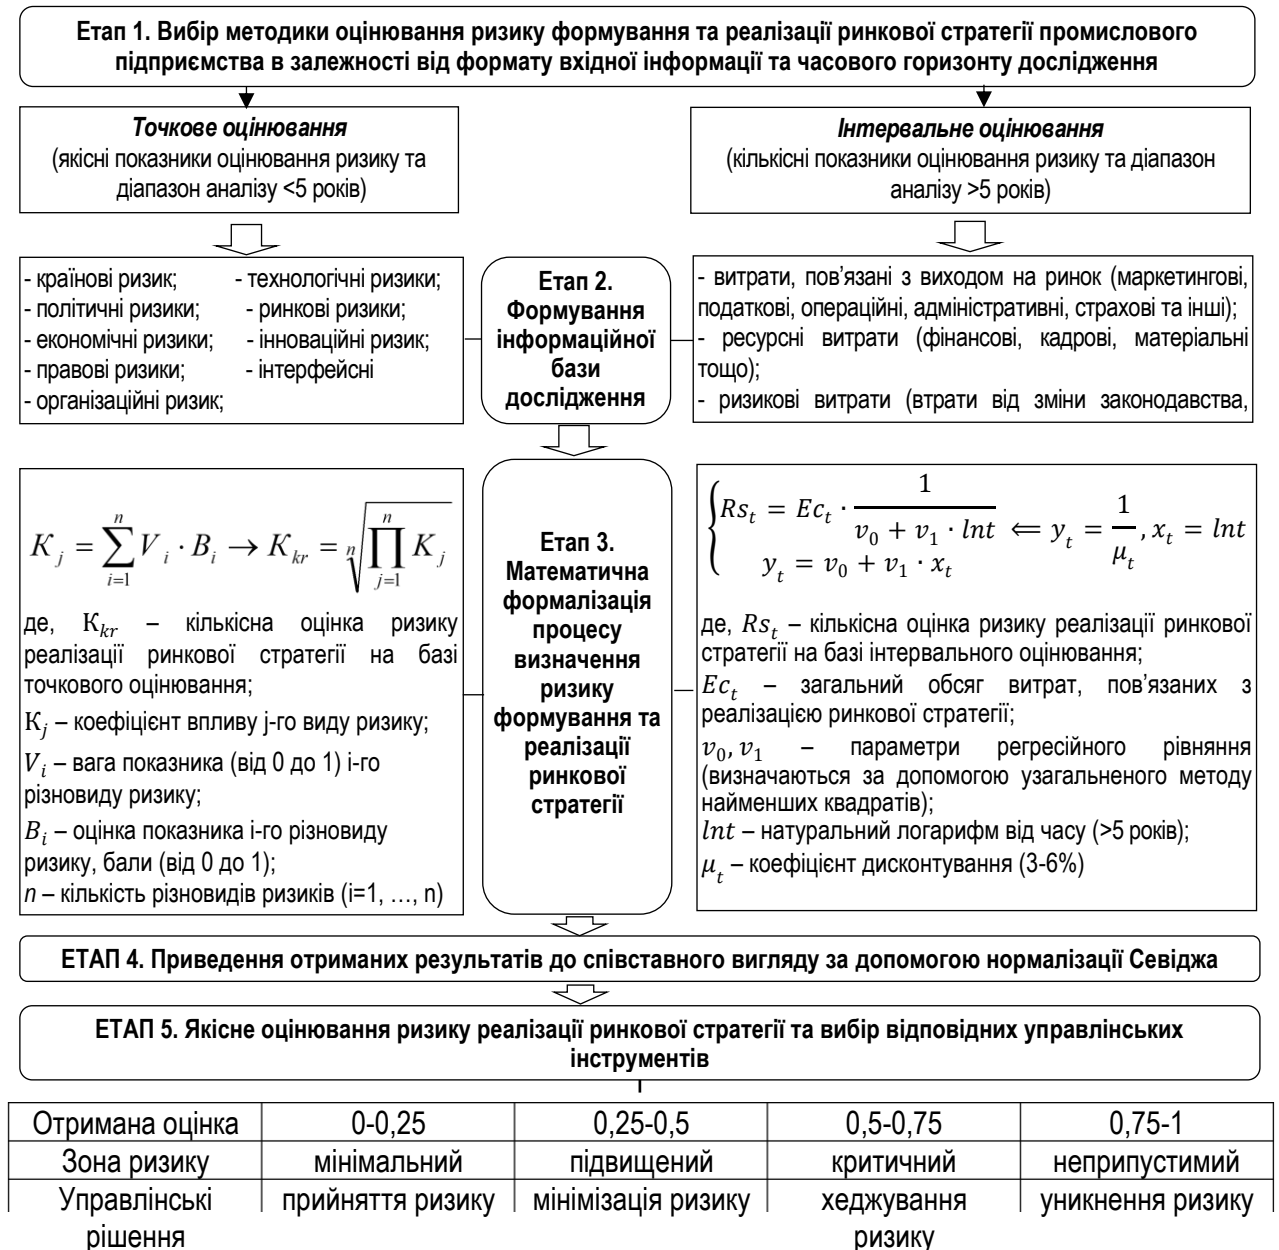 Етап 1. Вибір методики оцінювання ризику формування та реалізації ринкової стратегії промислового
підприємства в залежності від формату вхідної інформації та часового горизонту дослідження
Точкове оцінювання
(якісні показники оцінювання ризику та
діапазон аналізу <5 років)
Інтервальне оцінювання
(кількісні показники оцінювання ризику та діапазон
аналізу >5 років)
- країнові ризик; - технологічні ризики;
- політичні ризики; - ринкові ризики;
- економічні ризики; - інноваційні ризик;
- правові ризики; - інтерфейсні
- організаційні ризик;
Етап 2.
Формування
інформаційної
бази
дослідження
- витрати, пов’язані з виходом на ринок (маркетингові,
податкові, операційні, адміністративні, страхові та інші);
- ресурсні витрати (фінансові, кадрові, матеріальні
тощо);
- ризикові витрати (втрати від зміни законодавства,
K_j = \sum_{i=1}^{n} V_i · B_i → K_{kr} = \sqrt[n]{\prod_{j=1}^{n} K_j}
де, К_{kr} – кількісна оцінка ризику
реалізації ринкової стратегії на базі
точкового оцінювання;
К_j – коефіцієнт впливу j-го виду ризику;
V_i – вага показника (від 0 до 1) і-го
різновиду ризику;
B_i – оцінка показника і-го різновиду
ризику, бали (від 0 до 1);
n – кількість різновидів ризиків (i=1, …, n)
Етап 3.
Математична
формалізація
процесу
визначення
ризику
формування та
реалізації
ринкової
стратегії
Rs_t = Ec_t · \frac{1}{v_0 + v_1 · lnt} ⟸ y_t = \frac{1}{μ_t}, x_t = lnt
y_t = v_0 + v_1 · x_t
де, Rs_t – кількісна оцінка ризику реалізації ринкової
стратегії на базі інтервального оцінювання;
Ec_t – загальний обсяг витрат, пов’язаних з
реалізацією ринкової стратегії;
v_0, v_1 – параметри регресійного рівняння
(визначаються за допомогою узагальненого методу
найменших квадратів);
lnt – натуральний логарифм від часу (>5 років);
μ_t – коефіцієнт дисконтування (3-6%)
ЕТАП 4. Приведення отриманих результатів до співставного вигляду за допомогою нормалізації Севіджа
ЕТАП 5. Якісне оцінювання ризику реалізації ринкової стратегії та вибір відповідних управлінських
інструментів
Отримана оцінка 0-0,25 0,25-0,5 0,5-0,75 0,75-1
Зона ризику мінімальний підвищений критичний неприпустимий
Управлінські прийняття ризику мінімізація ризику хеджування уникнення ризику
рішення ризику